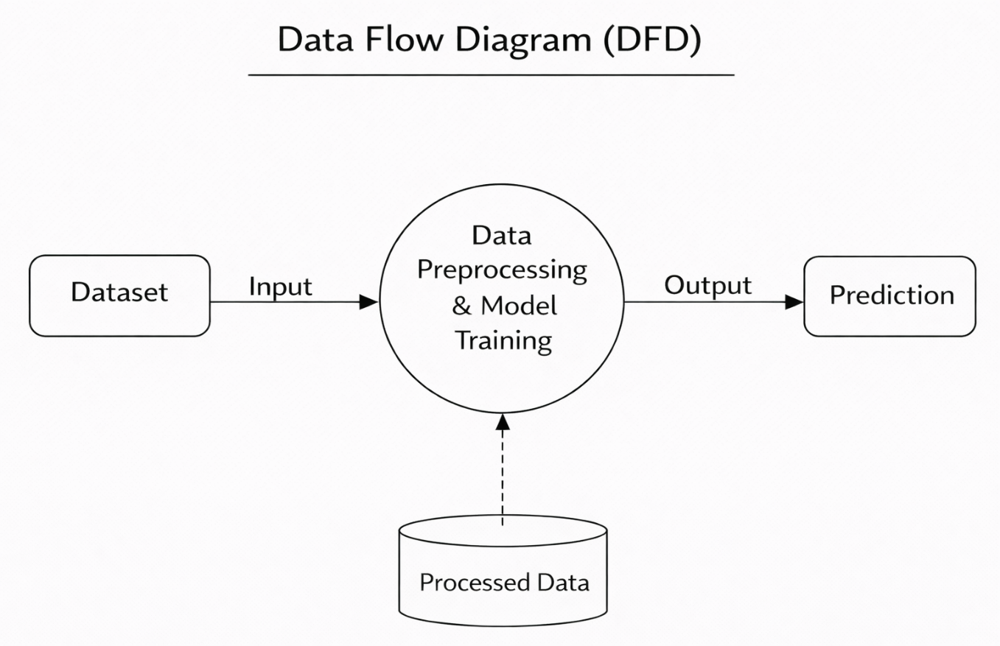 Data Flow Diagram (DFD)
Dataset
Input
Data
Preprocessing
& Model
Training
Output
Prediction
Processed Data